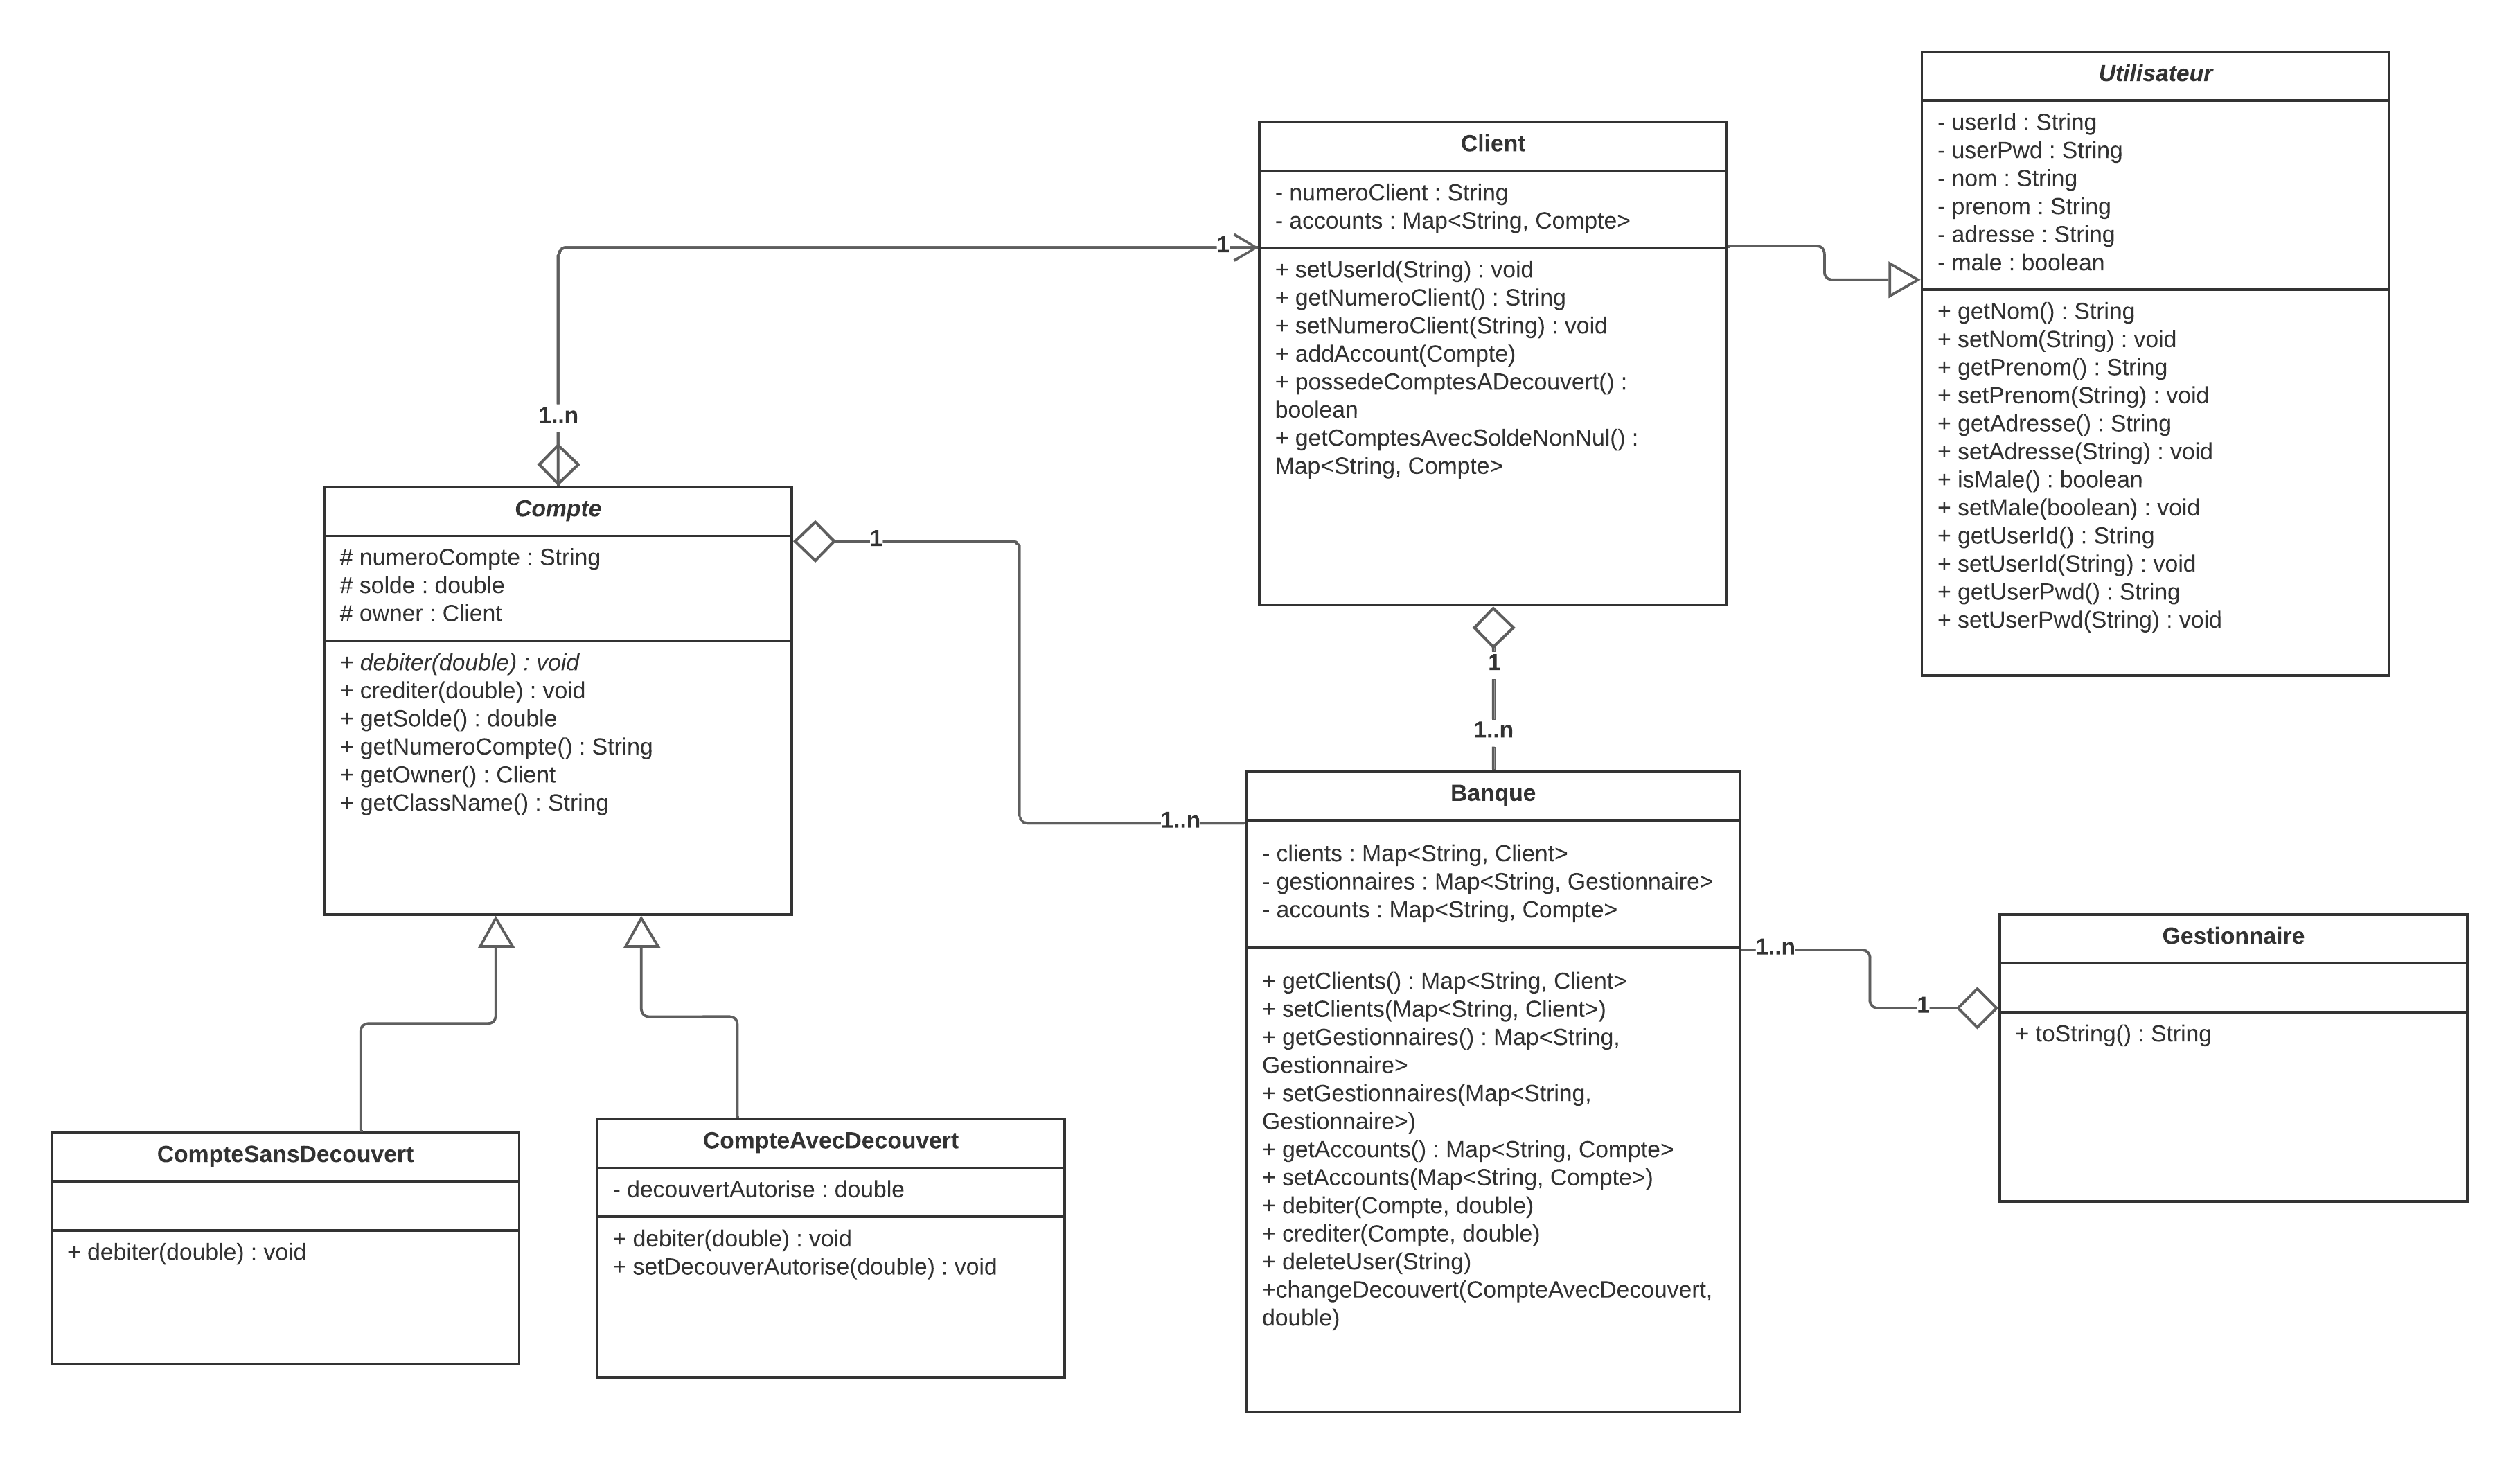 Utilisateur
- userId : String
- userPwd : String
- nom : String
- prenom : String
- adresse : String
- male : boolean
+ getNom() : String
+ setNom(String) : void
+ getPrenom() : String
+ setPrenom(String) : void
+ getAdresse() : String
+ setAdresse(String) : void
+ isMale() : boolean
+ setMale(boolean) : void
+ getUserId() : String
+ setUserId(String) : void
+ getUserPwd() : String
+ setUserPwd(String) : void
Client
- numeroClient : String
- accounts : Map<String, Compte>
+ setUserId(String) : void
+ getNumeroClient() : String
+ setNumeroClient(String) : void
+ addAccount(Compte)
+ possedeComptesADecouvert() :
boolean
+ getComptesAvecSoldeNonNul() :
Map<String, Compte>
1
1..n
Compte
# numeroCompte : String
# solde : double
# owner : Client
+ debiter(double) : void
+ crediter(double) : void
+ getSolde() : double
+ getNumeroCompte() : String
+ getOwner() : Client
+ getClassName() : String
1
1..n
1
1..n
Banque
- clients : Map<String, Client>
- gestionnaires : Map<String, Gestionnaire>
- accounts : Map<String, Compte>
+ getClients() : Map<String, Client>
+ setClients(Map<String, Client>)
+ getGestionnaires() : Map<String,
Gestionnaire>
+ setGestionnaires(Map<String,
Gestionnaire>)
+ getAccounts() : Map<String, Compte>
+ setAccounts(Map<String, Compte>)
+ debiter(Compte, double)
+ crediter(Compte, double)
+ deleteUser(String)
+changeDecouvert(CompteAvecDecouvert,
double)
1..n
1
Gestionnaire
+ toString() : String
CompteSansDecouvert
+ debiter(double) : void
CompteAvecDecouvert
- decouvertAutorise : double
+ debiter(double) : void
+ setDecouverAutorise(double) : void